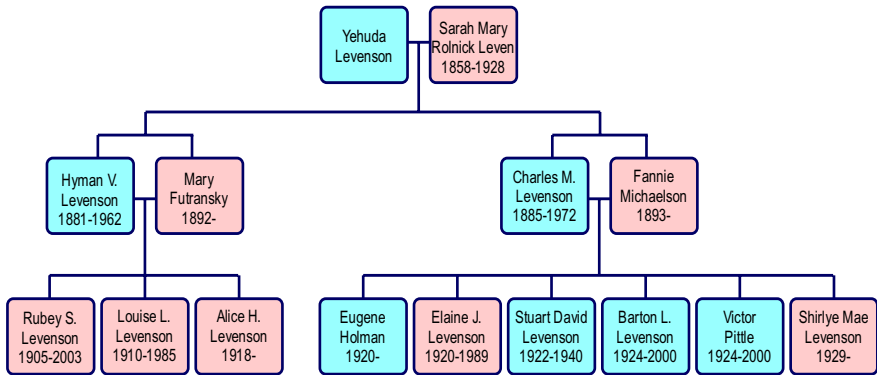 Yehuda
Levenson
Sarah Mary
Rolnick Leven
1858-1928
Hyman V.
Levenson
1881-1962
Mary
Futransky
1892-
Charles M.
Levenson
1885-1972
Fannie
Michaelson
1893-
Rubey S.
Levenson
1905-2003
Louise L.
Levenson
1910-1985
Alice H.
Levenson
1918-
Eugene
Holman
1920-
Elaine J.
Levenson
1920-1989
Stuart David
Levenson
1922-1940
Barton L.
Levenson
1924-2000
Victor
Pittle
1924-2000
Shirlye Mae
Levenson
1929-